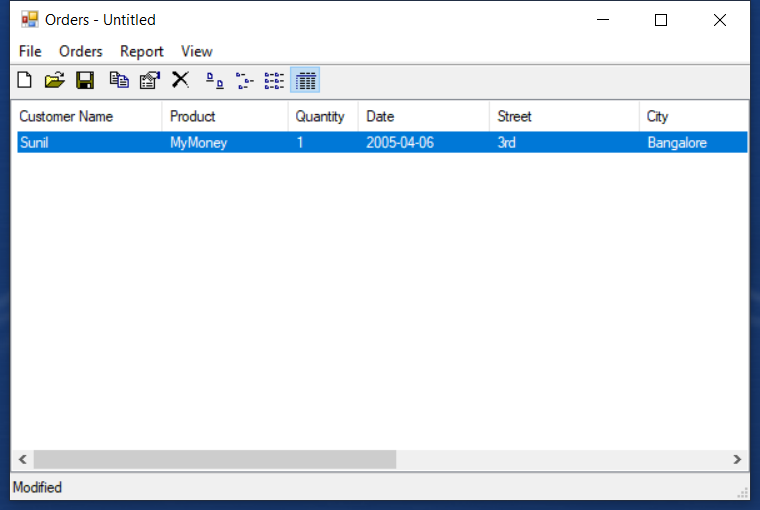 Orders - Untitled
File Orders Report View
Customer Name Product Quantity Date Street City
Sunil MyMoney 1 2005-04-06 3rd Bangalore
Modified